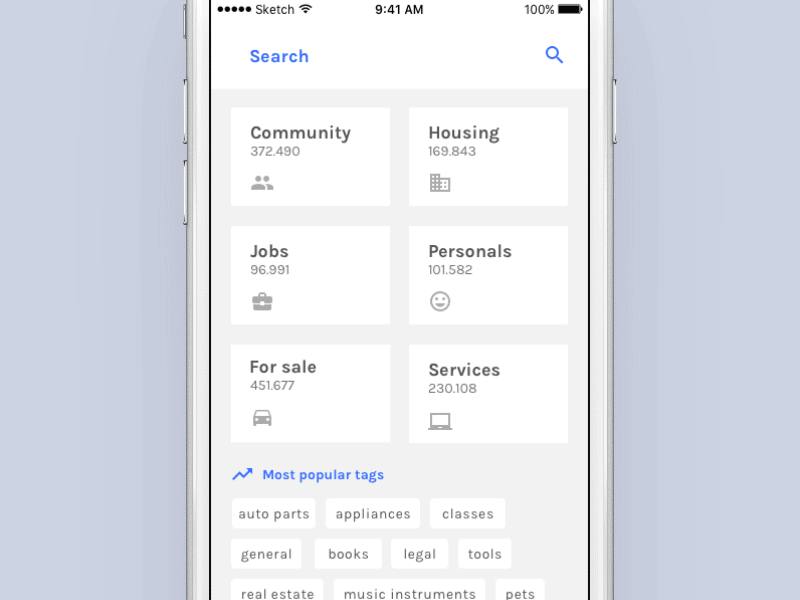 Sketch 9:41 AM 100%
Search
Community Housing
372.490 169.843
Jobs Personals
96.991 101.582
For sale Services
451.677 230.108
Most popular tags
auto parts appliances classes
general books legal tools
real estate music instruments pets